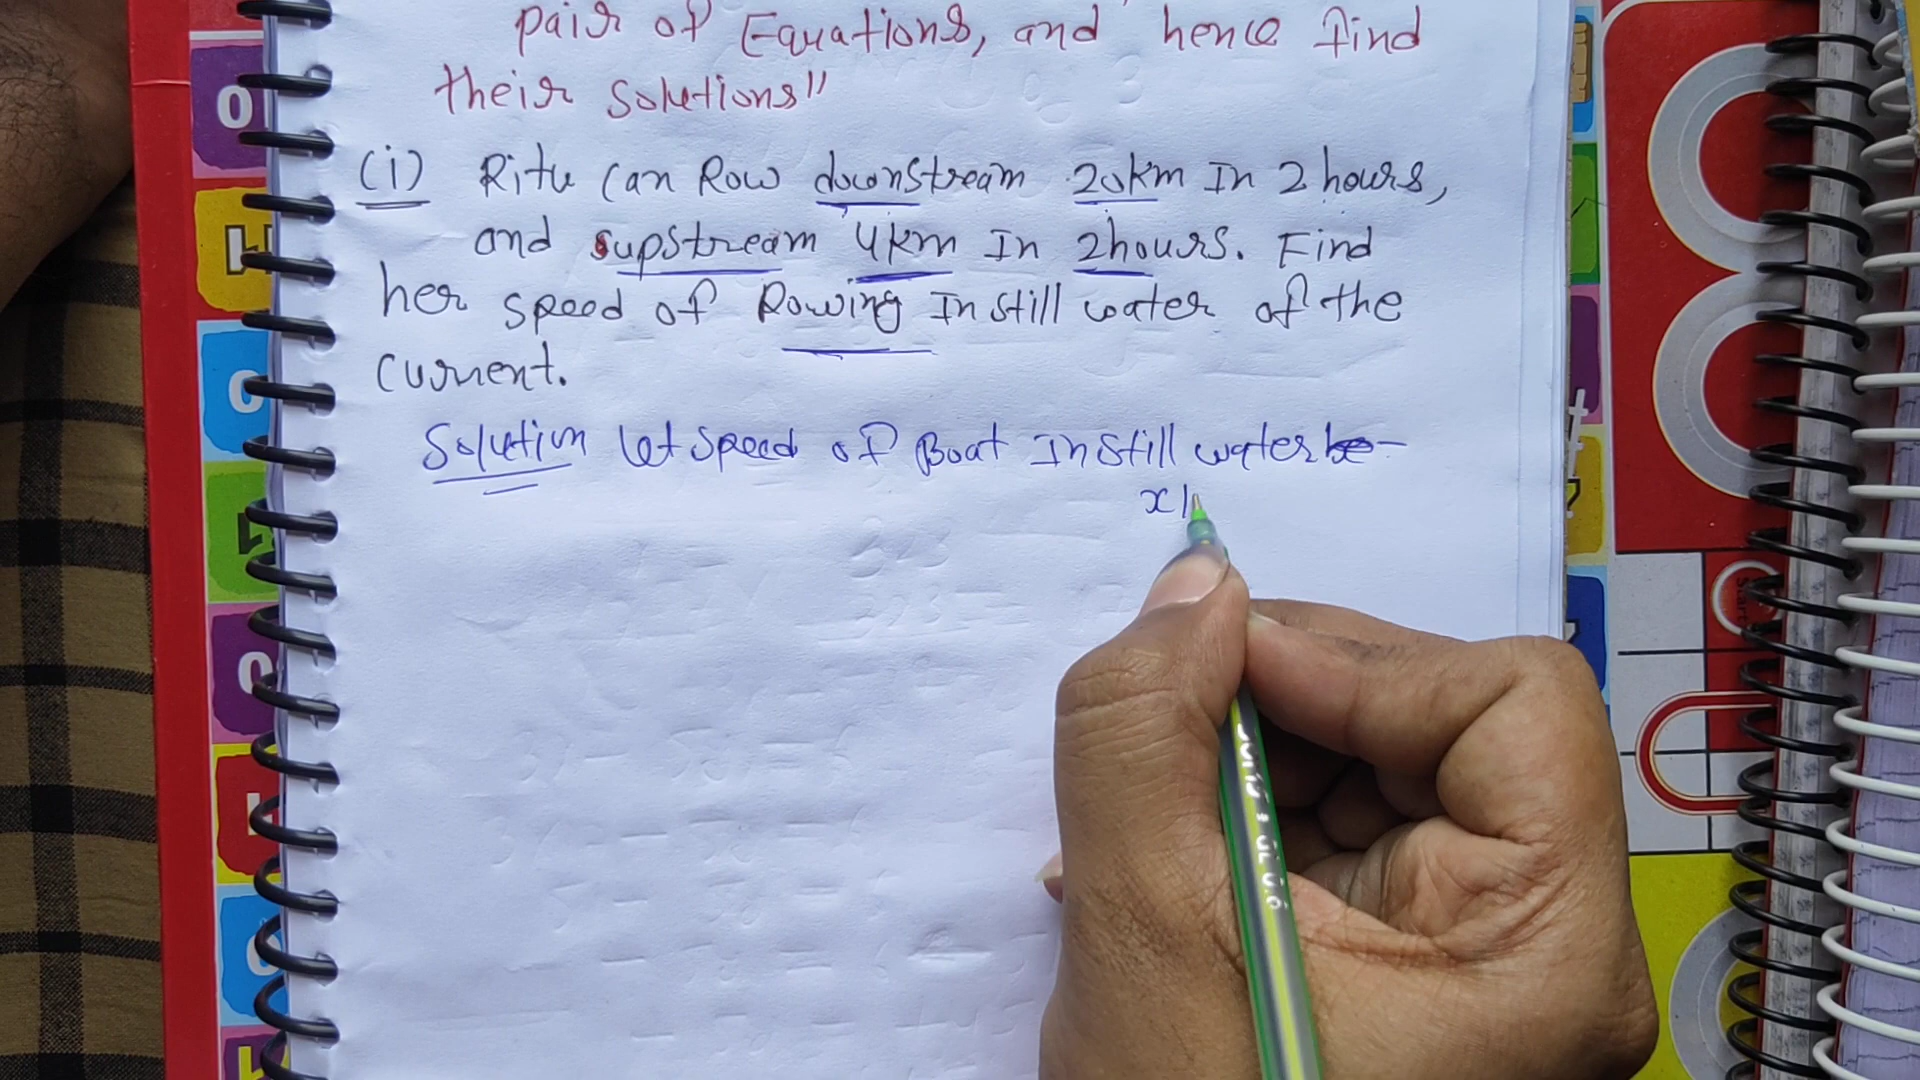 pair of Equations, and hence find
their Solutions"
(i) Ritu Can Row downstream 20km In 2 hours,
and supstream 4km In 2hours. Find
her speed of Rowing In still water of the
current.
Solution let speed of Boat In still water be-
x